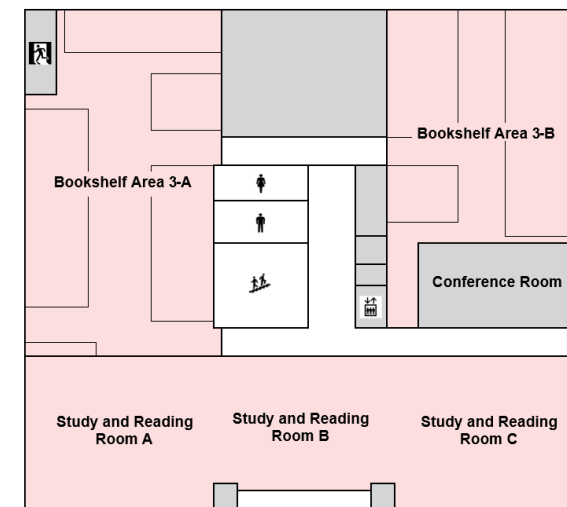 Bookshelf Area 3-B
Bookshelf Area 3-A
Conference Room
Study and Reading
Room A
Study and Reading
Room B
Study and Reading
Room C